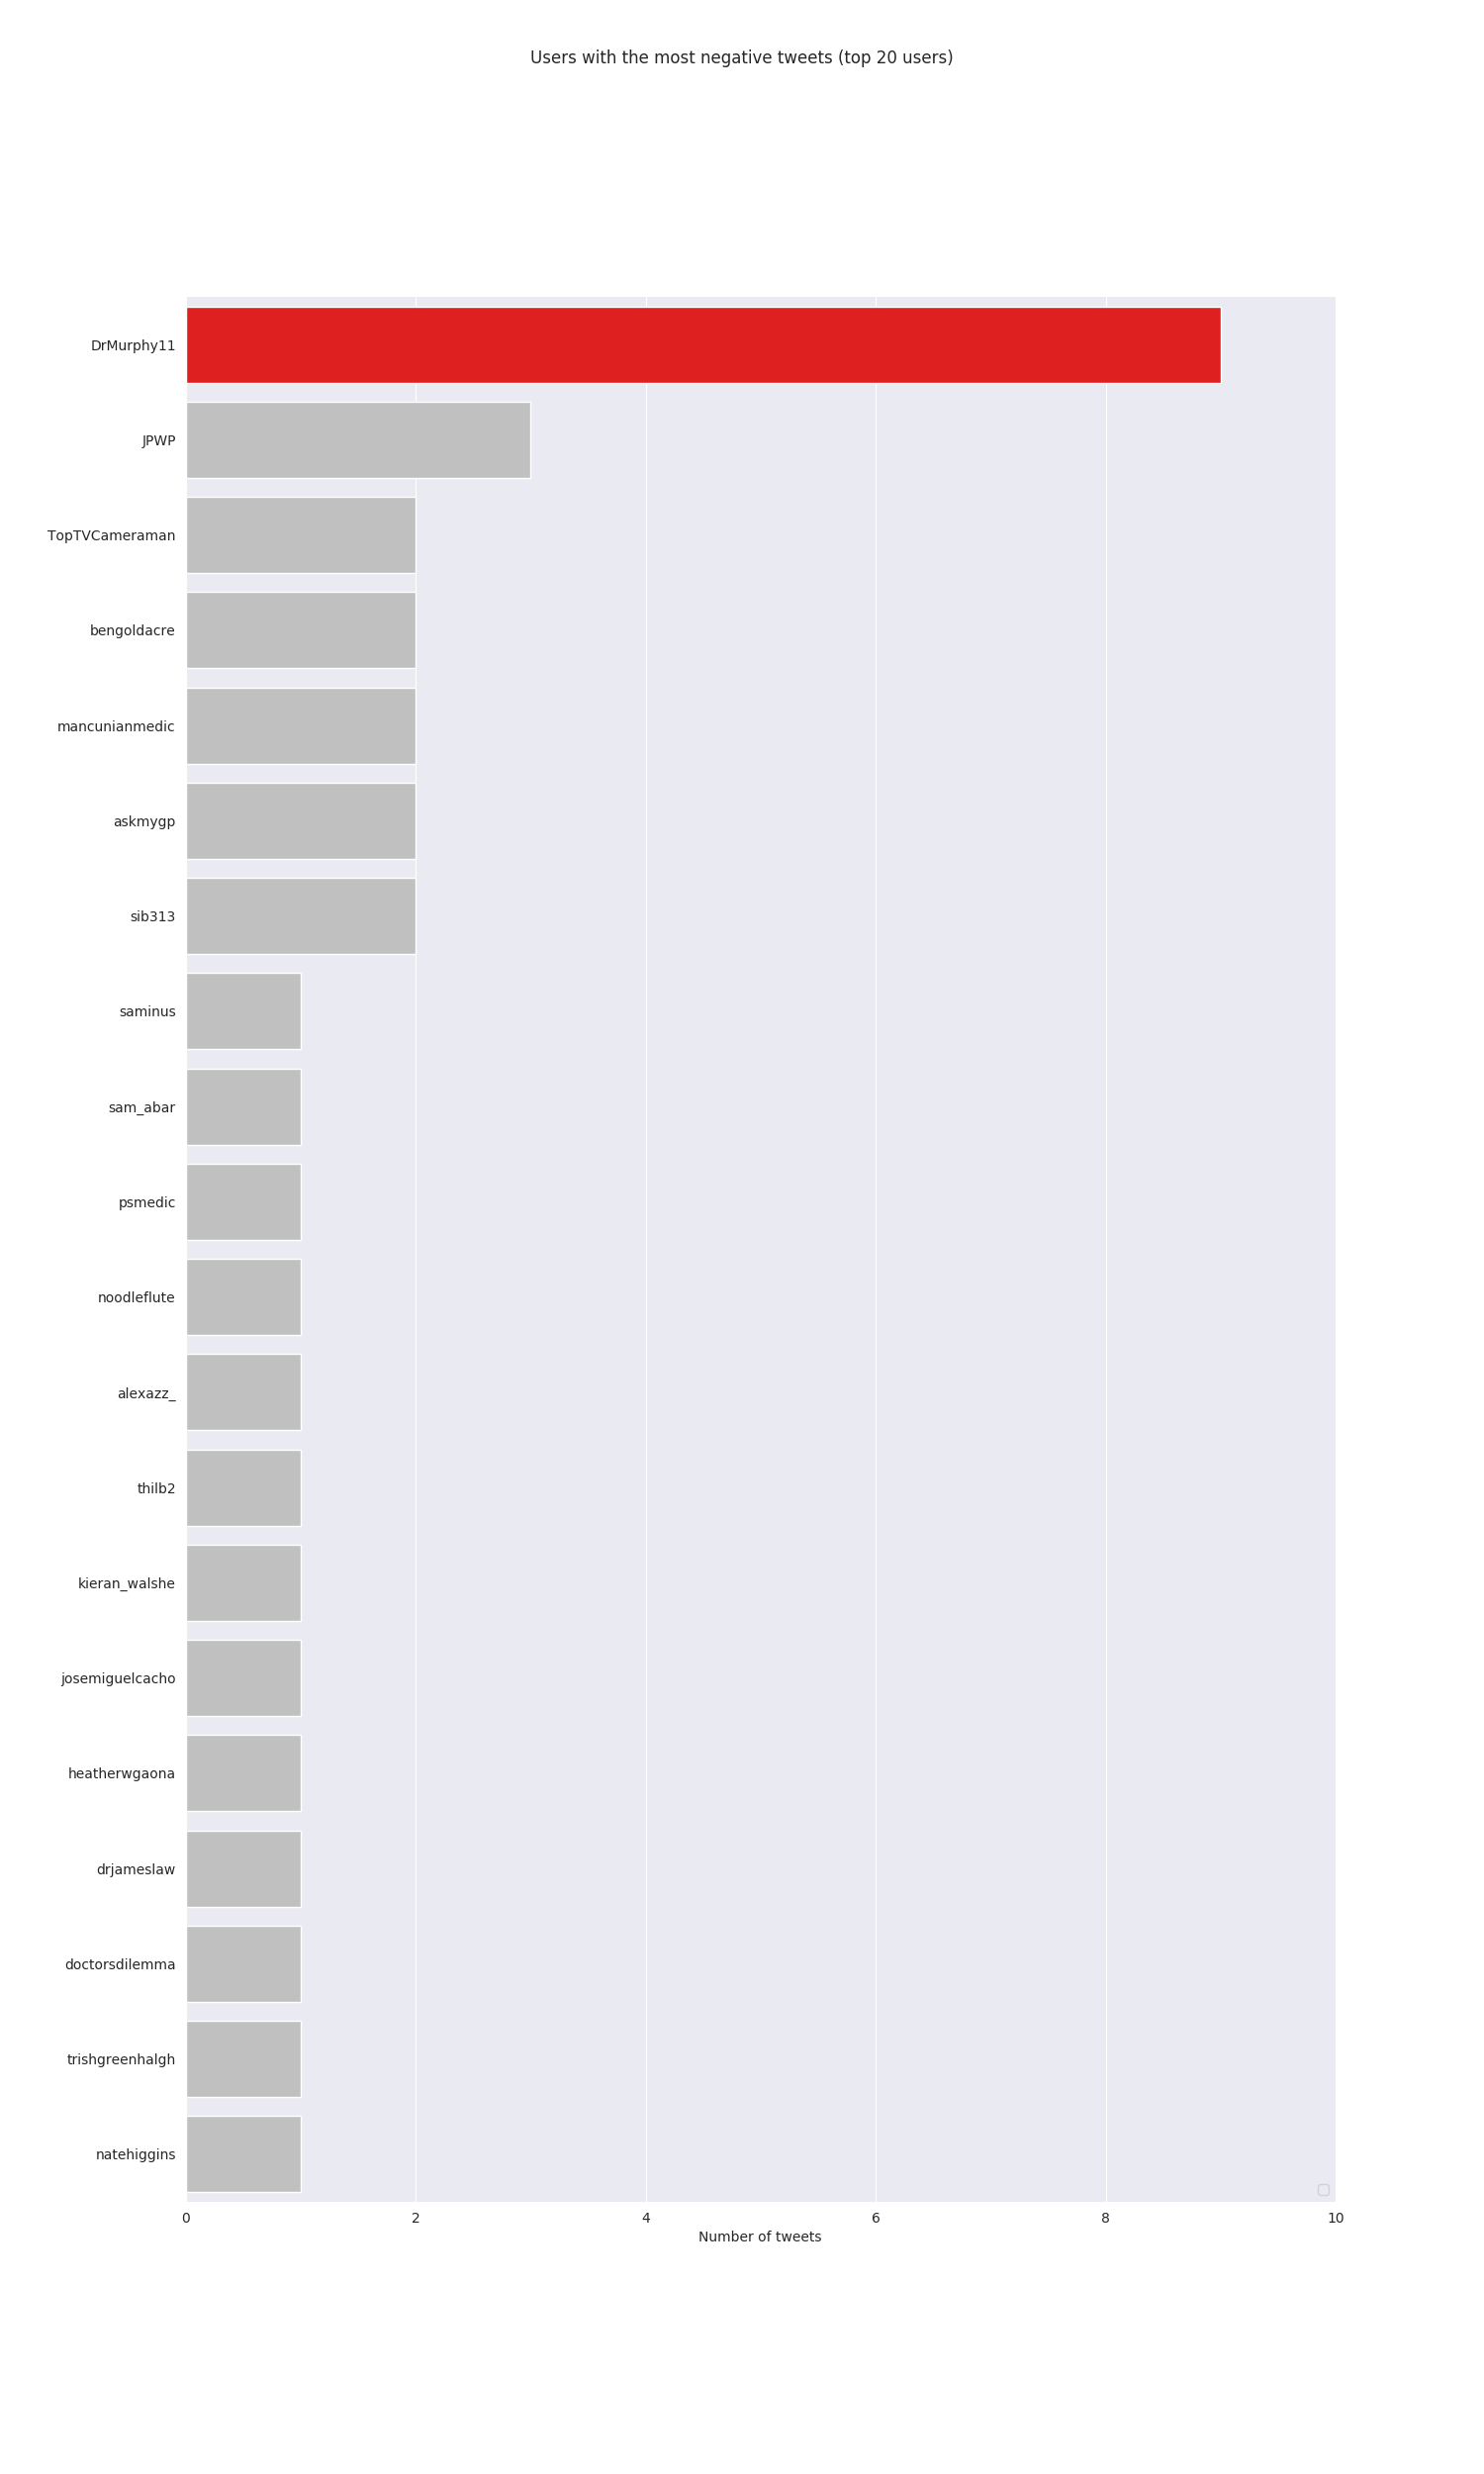 Users with the most negative tweets (top 20 users)
DrMurphy11
JPWP
TopTVCameraman
bengoldacre
mancunianmedic
askmygp
sib313
saminus
sam_abar
psmedic
noodleflute
alexazz_
thilb2
kieran_walshe
josemiguelcacho
heatherwgaona
drjameslaw
doctorsdilemma
trishgreenhalgh
natehiggins
0 2 4 6 8 10
Number of tweets